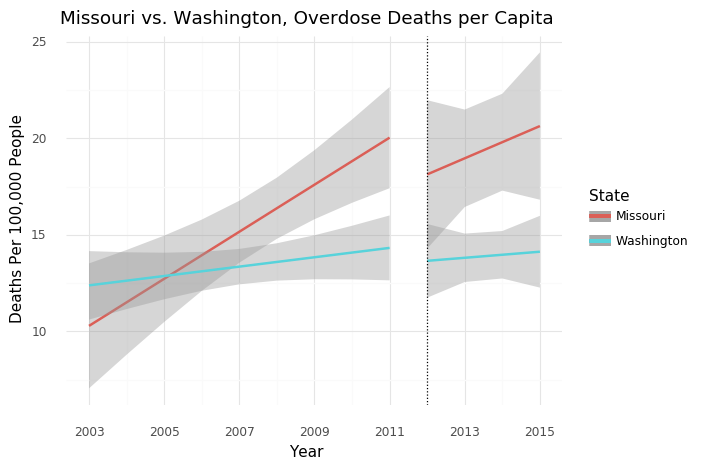 Missouri vs. Washington, Overdose Deaths per Capita
25
20
15
10
Deaths Per 100,000 People
2003 2005 2007 2009 2011 2013 2015
Year
State
Missouri
Washington